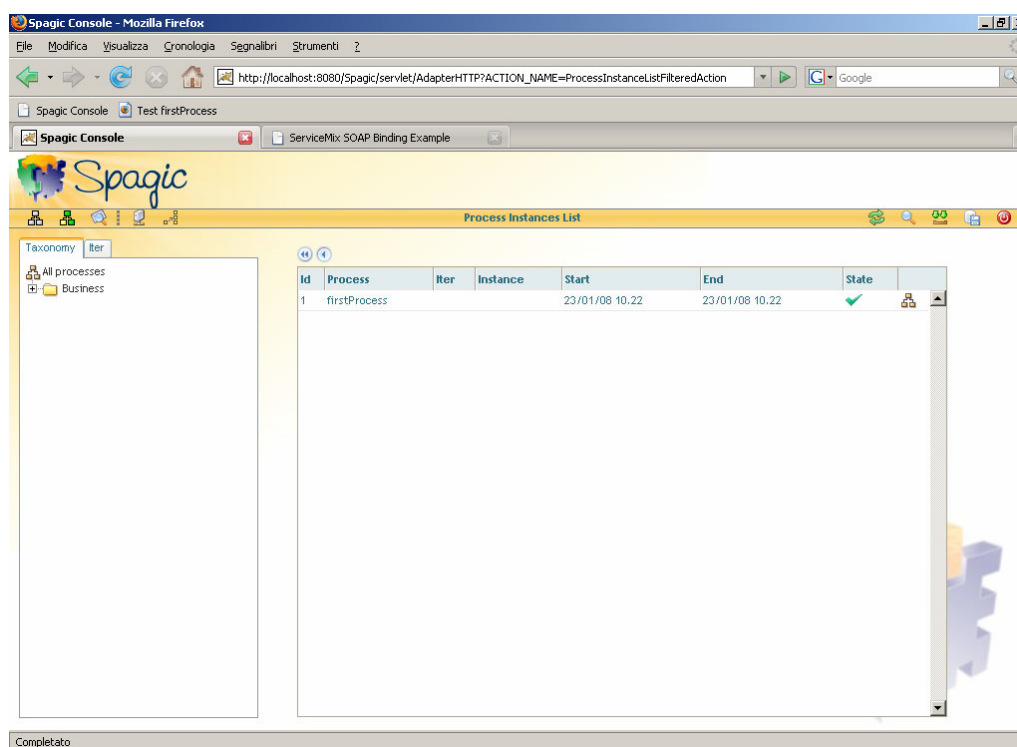 Spagic Console - Mozilla Firefox
File Modifica Visualizza Cronologia Segnalibri Strumenti ?
http://localhost:8080/Spagic/servlet/AdapterHTTP?ACTION_NAME=ProcessInstanceListFilteredAction G Google
Spagic Console Test firstProcess
Spagic Console ServiceMix SOAP Binding Example
Spagic
Process Instances List
Taxonomy Iter
All processes
Business
Id Process Iter Instance Start End State
1 firstProcess 23/01/08 10.22 23/01/08 10.22
Completato